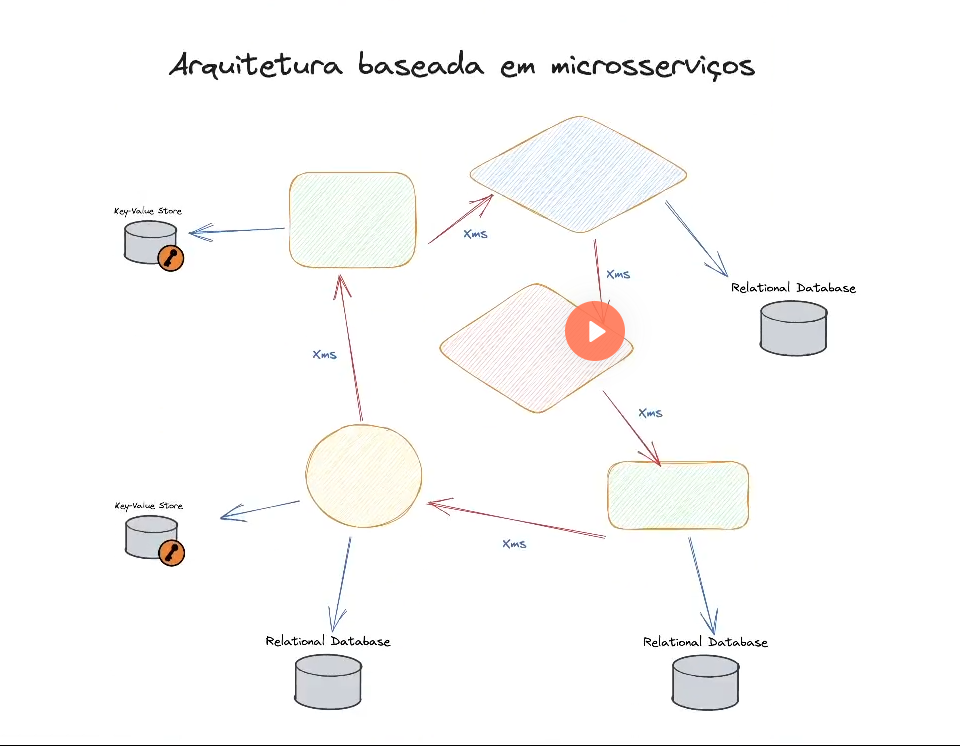 Arquitetura baseada em microsserviços
Key-Value Store
Xms
Xms
Relational Database
Xms
Xms
Key-Value Store
Xms
Relational Database
Relational Database